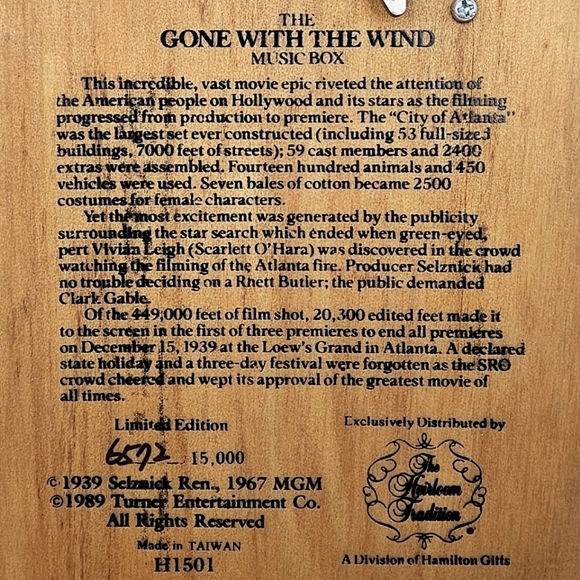 THE
GONE WITH THE WIND
MUSIC BOX
This incredible, vast movie epic riveted the attention of
the American people on Hollywood and its stars as the filming
progressed from production to premiere. The "City of Atlanta"
was the largest set ever constructed (including 53 full-sized
buildings, 7000 feet of streets); 59 cast members and 2400
extras were assembled. Fourteen hundred animals and 450
vehicles were used. Seven bales of cotton became 2500
costumes for female characters.
Yet the most excitement was generated by the publicity
surrounding the star search which ended when green-eyed,
pert Vivian Leigh (Scarlett O'Hara) was discovered in the crowd
watching the filming of the Atlanta fire. Producer Selznick had
no trouble deciding on a Rhett Butler; the public demanded
Clark Gable.
Of the 449,000 feet of film shot, 20,300 edited feet made it
to the screen in the first of three premieres to end all premieres
on December 15, 1939 at the Loew's Grand in Atlanta. A declared
state holiday and a three-day festival were forgotten as the SRO
crowd cheered and wept its approval of the greatest movie of
all times.
Limited Edition
6572 15,000
© 1939 Selznick Ren., 1967 MGM
© 1989 Turner Entertainment Co.
All Rights Reserved
Made in TAIWAN
H1501
Exclusively Distributed by
The
Heirloom
Tradition
®
A Division of Hamilton Gifts